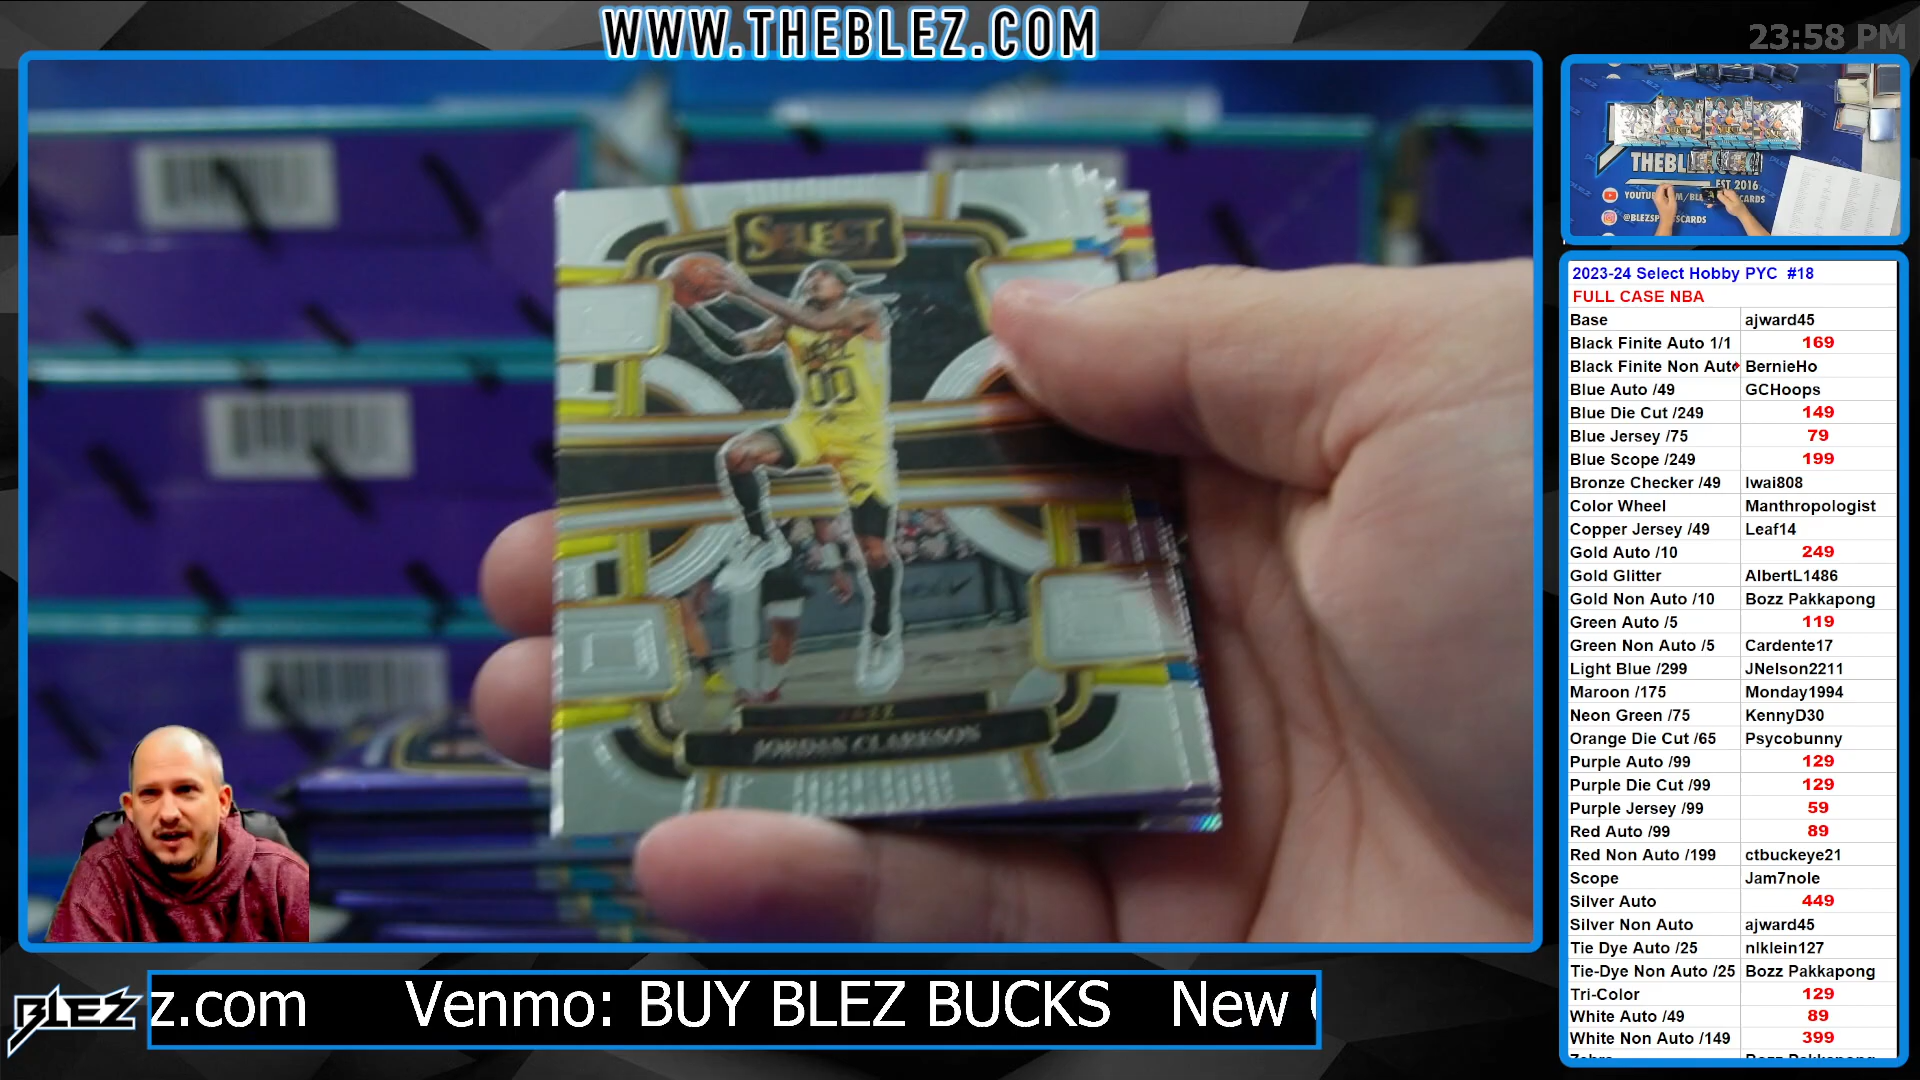 WWW.THEBLEZ.COM
23:58 PM
SELECT
00
JAZZ
JORDAN CLARKSON
THEBLEZ.COM
EST 2016
@BLEZSPORTSCARDS
2023-24 Select Hobby PYC #18
FULL CASE NBA
Base ajward45
Black Finite Auto 1/1 169
Black Finite Non Auto BernieHo
Blue Auto /49 GCHoops
Blue Die Cut /249 149
Blue Jersey /75 79
Blue Scope /249 199
Bronze Checker /49 Iwai808
Color Wheel Manthropologist
Copper Jersey /49 Leaf14
Gold Auto /10 249
Gold Glitter AlbertL1486
Gold Non Auto /10 Bozz Pakkapong
Green Auto /5 119
Green Non Auto /5 Cardente17
Light Blue /299 JNelson2211
Maroon /175 Monday1994
Neon Green /75 KennyD30
Orange Die Cut /65 Psycobunny
Purple Auto /99 129
Purple Die Cut /99 129
Purple Jersey /99 59
Red Auto /99 89
Red Non Auto /199 ctbuckeye21
Scope Jam7nole
Silver Auto 449
Silver Non Auto ajward45
Tie Dye Auto /25 nlklein127
Tie-Dye Non Auto /25 Bozz Pakkapong
Tri-Color 129
White Auto /49 89
White Non Auto /149 399
BLEZ
z.com Venmo: BUY BLEZ BUCKS New